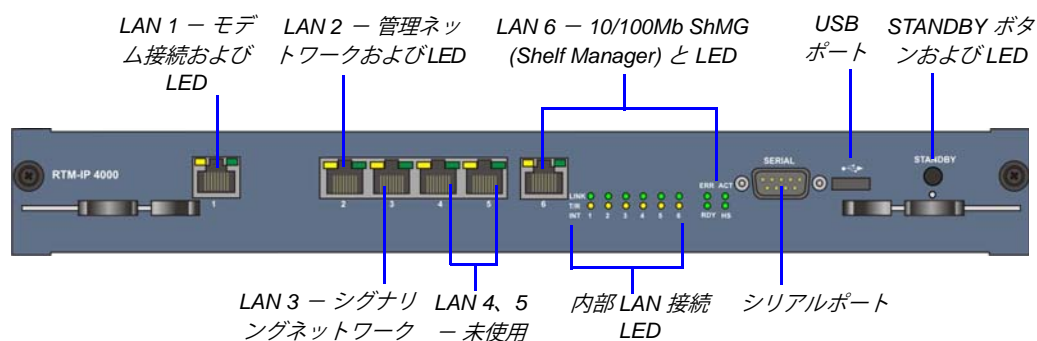 LAN 1 － モデ
ム接続および
LED
LAN 2 － 管理ネッ
トワークおよび LED
LAN 6 － 10/100Mb ShMG
(Shelf Manager) と LED
USB
ポート
STANDBY ボタ
ンおよび LED
RTM-IP 4000
1
2 3 4 5
6
LINK
T/R
INT 1 2 3 4 5 6
ERR ACT
RDY HS
SERIAL
STANDBY
LAN 3 － シグナリ
ングネットワーク
LAN 4、5
－ 未使用
内部 LAN 接続
LED
シリアルポート